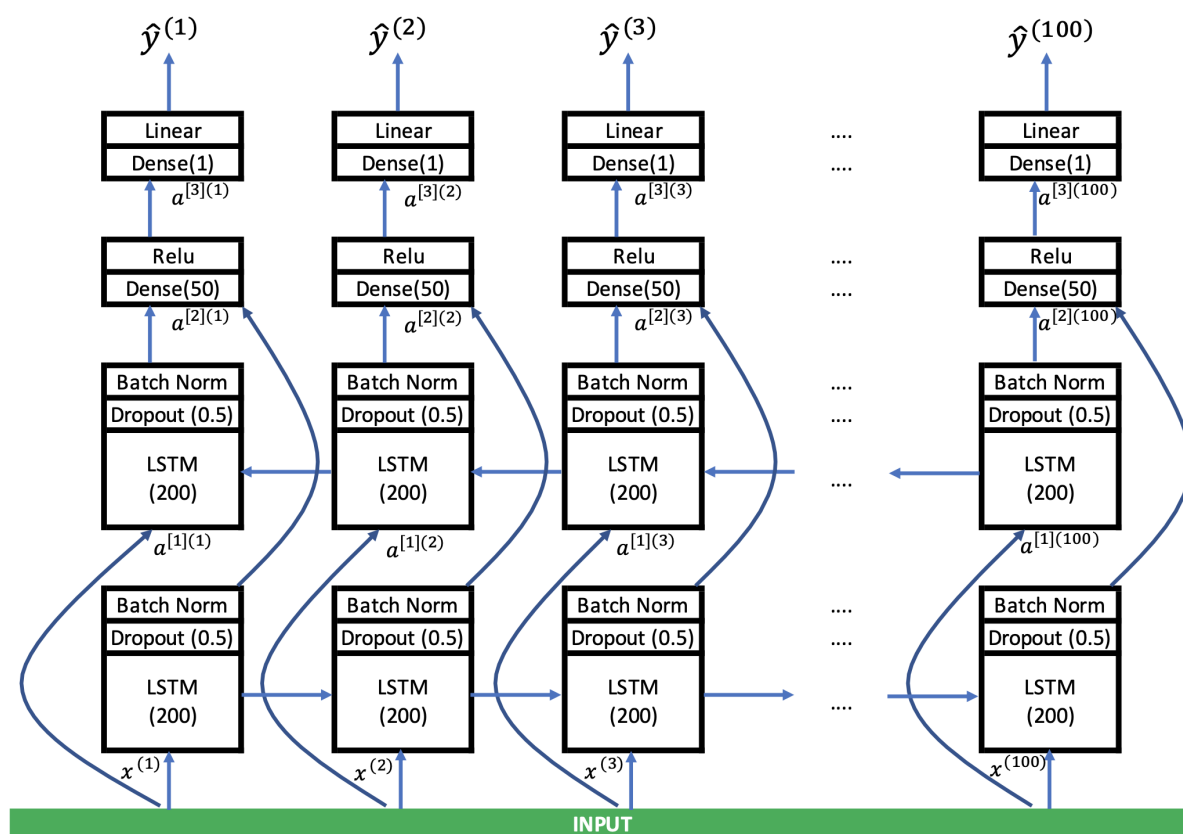 ŷ⁽¹⁾ ŷ⁽²⁾ ŷ⁽³⁾ ŷ⁽¹⁰⁰⁾
Linear Linear Linear .... Linear
Dense(1) Dense(1) Dense(1) .... Dense(1)
a[3](1) a[3](2) a[3](3) a[3](100)
Relu Relu Relu .... Relu
Dense(50) Dense(50) Dense(50) .... Dense(50)
a[2](1) a[2](2) a[2](3) a[2](100)
Batch Norm Batch Norm Batch Norm .... Batch Norm
Dropout (0.5) Dropout (0.5) Dropout (0.5) .... Dropout (0.5)
LSTM LSTM LSTM .... LSTM
(200) (200) (200) (200)
a[1](1) a[1](2) a[1](3) a[1](100)
Batch Norm Batch Norm Batch Norm .... Batch Norm
Dropout (0.5) Dropout (0.5) Dropout (0.5) .... Dropout (0.5)
LSTM LSTM LSTM .... LSTM
(200) (200) (200) (200)
x⁽¹⁾ x⁽²⁾ x⁽³⁾ x⁽¹⁰⁰⁾
INPUT